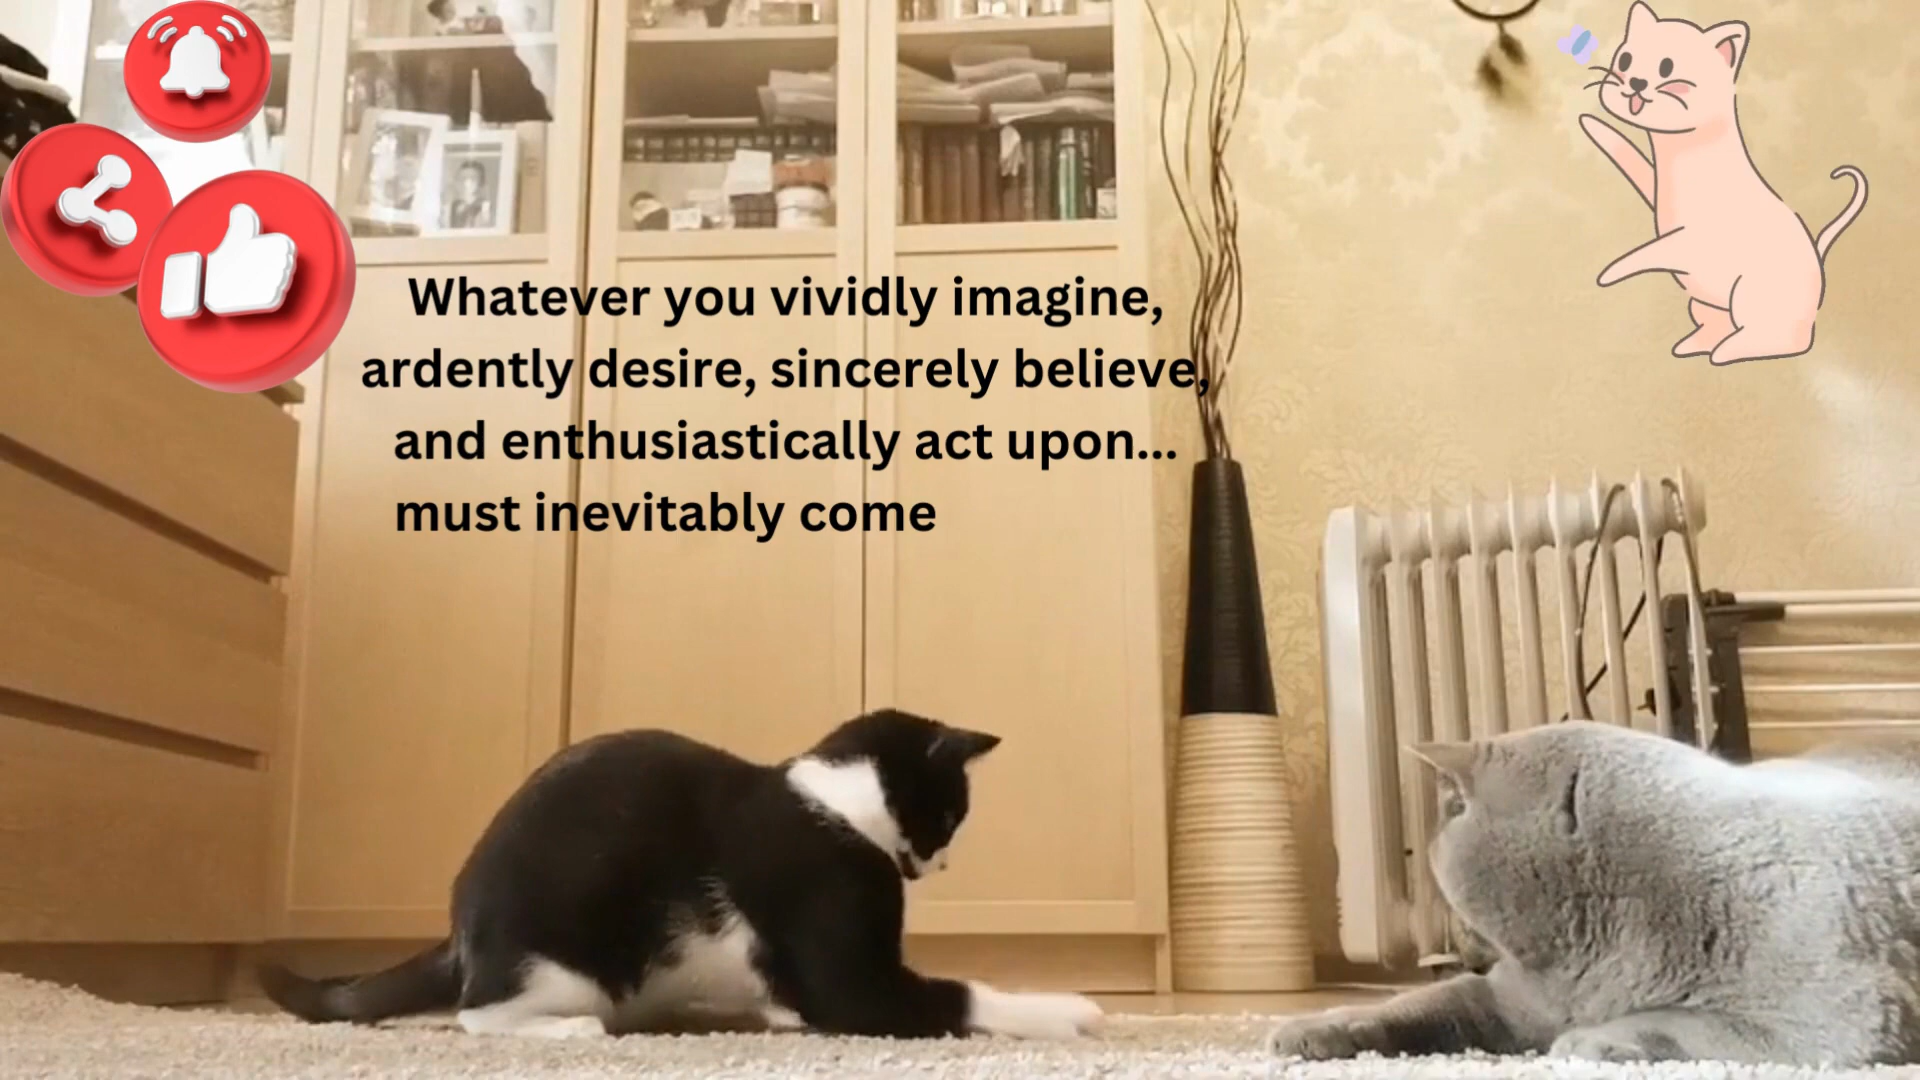 Whatever you vividly imagine,
ardently desire, sincerely believe,
and enthusiastically act upon...
must inevitably come